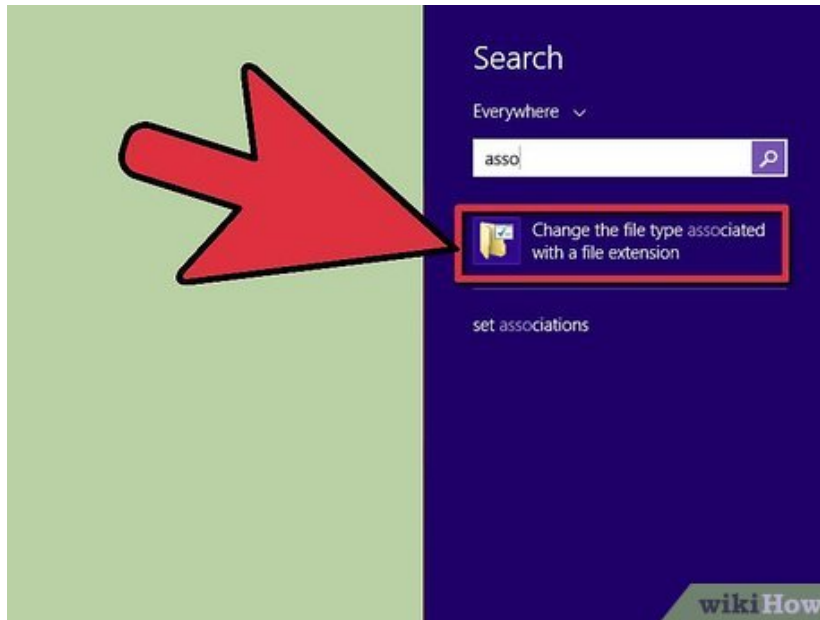 Search
Everywhere
asso
Change the file type associated
with a file extension
set associations
wikiHow